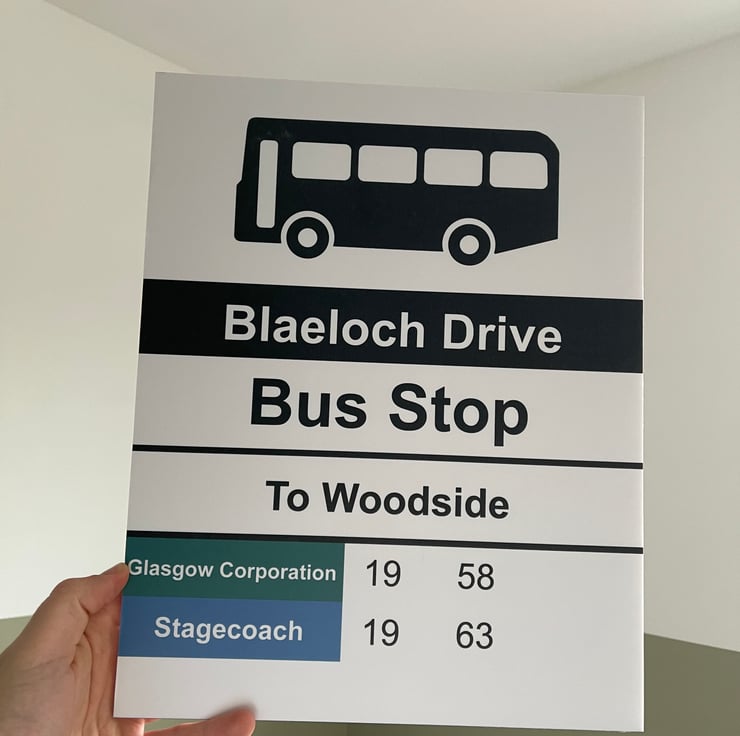 Blaeloch Drive
Bus Stop
To Woodside
Glasgow Corporation 19 58
Stagecoach 19 63